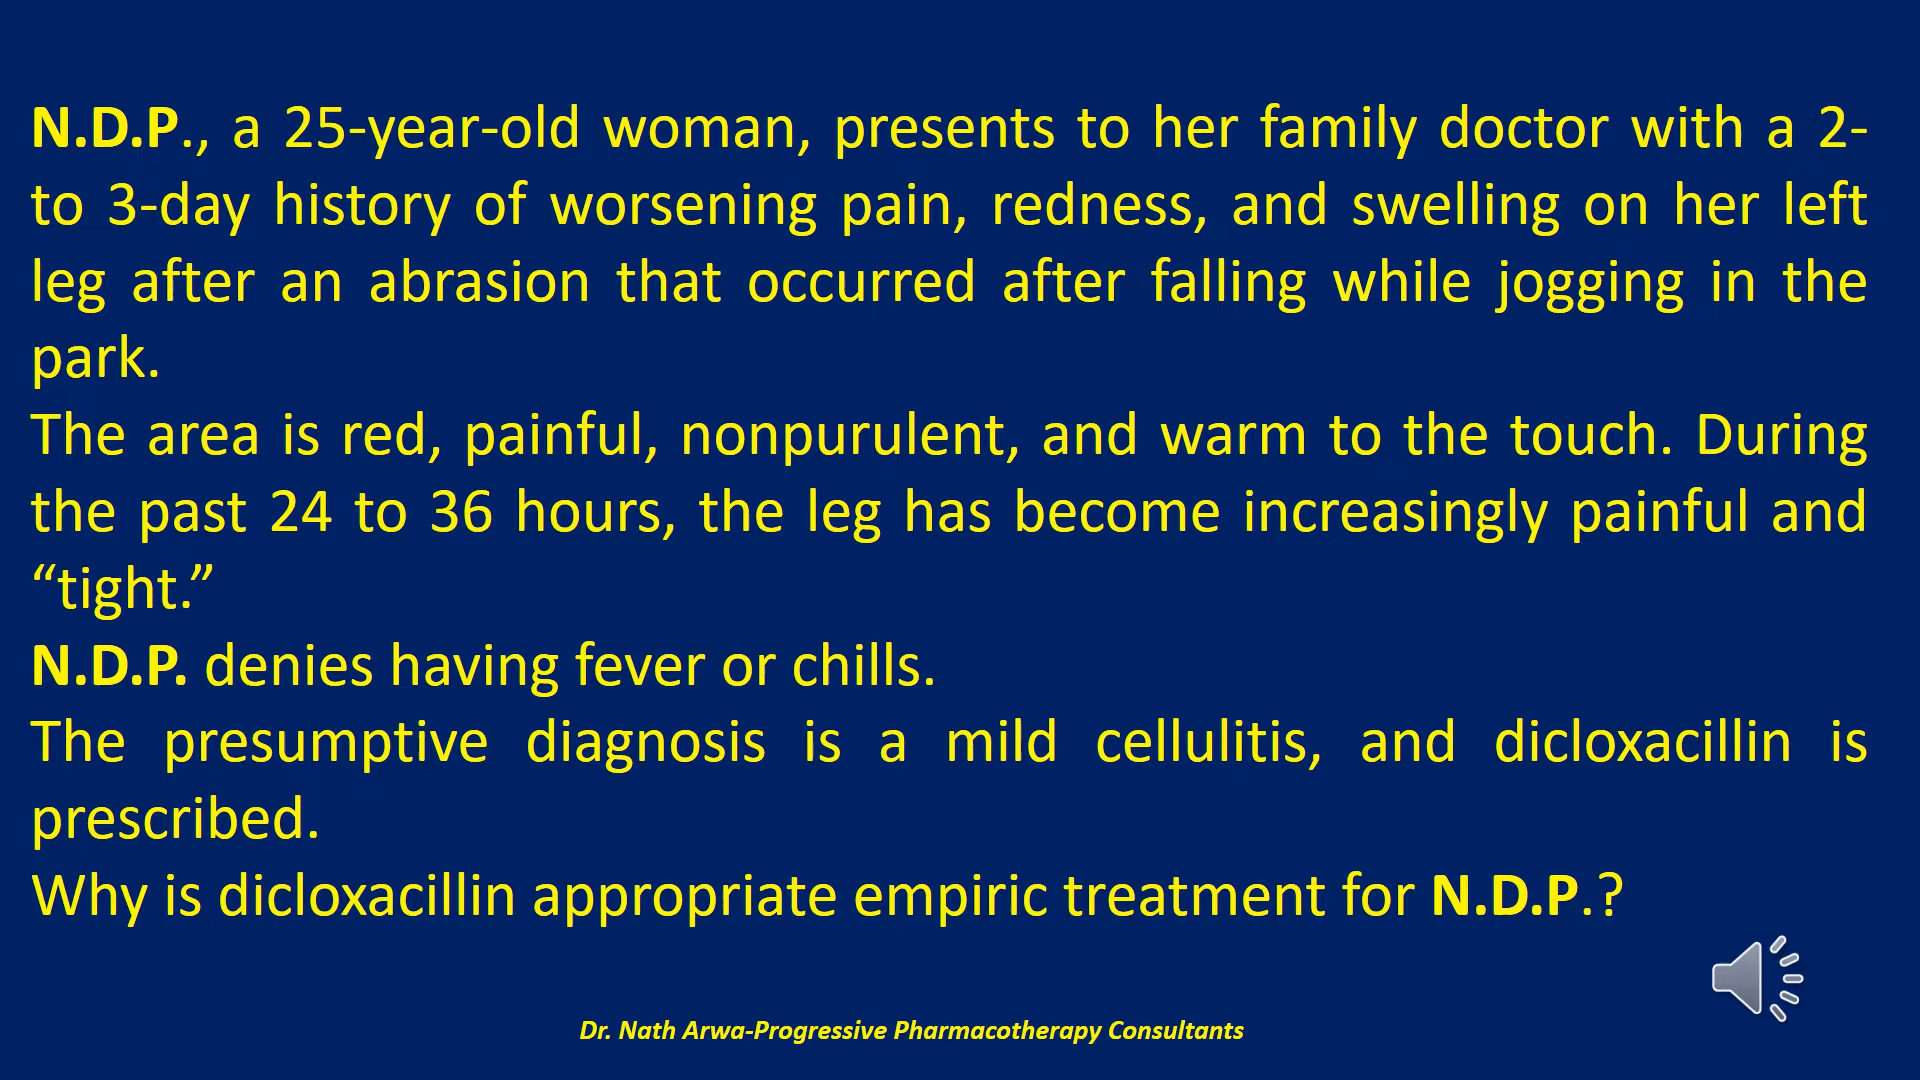 N.D.P., a 25-year-old woman, presents to her family doctor with a 2-
to 3-day history of worsening pain, redness, and swelling on her left
leg after an abrasion that occurred after falling while jogging in the
park.
The area is red, painful, nonpurulent, and warm to the touch. During
the past 24 to 36 hours, the leg has become increasingly painful and
“tight.”
N.D.P. denies having fever or chills.
The presumptive diagnosis is a mild cellulitis, and dicloxacillin is
prescribed.
Why is dicloxacillin appropriate empiric treatment for N.D.P.?
Dr. Nath Arwa-Progressive Pharmacotherapy Consultants